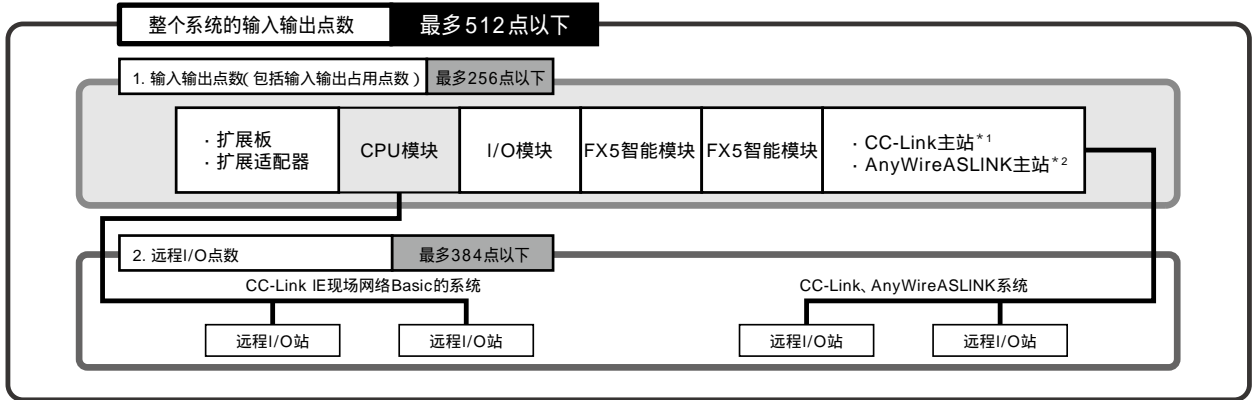 整个系统的输入输出点数 最多512点以下
1. 输入输出点数(包括输入输出占用点数) 最多256点以下
· 扩展板
· 扩展适配器
CPU模块
I/O模块
FX5智能模块
FX5智能模块
· CC-Link主站*1
· AnyWireASLINK主站*2
2. 远程I/O点数 最多384点以下
CC-Link IE现场网络Basic的系统
CC-Link、AnyWireASLINK系统
远程I/O站
远程I/O站
远程I/O站
远程I/O站